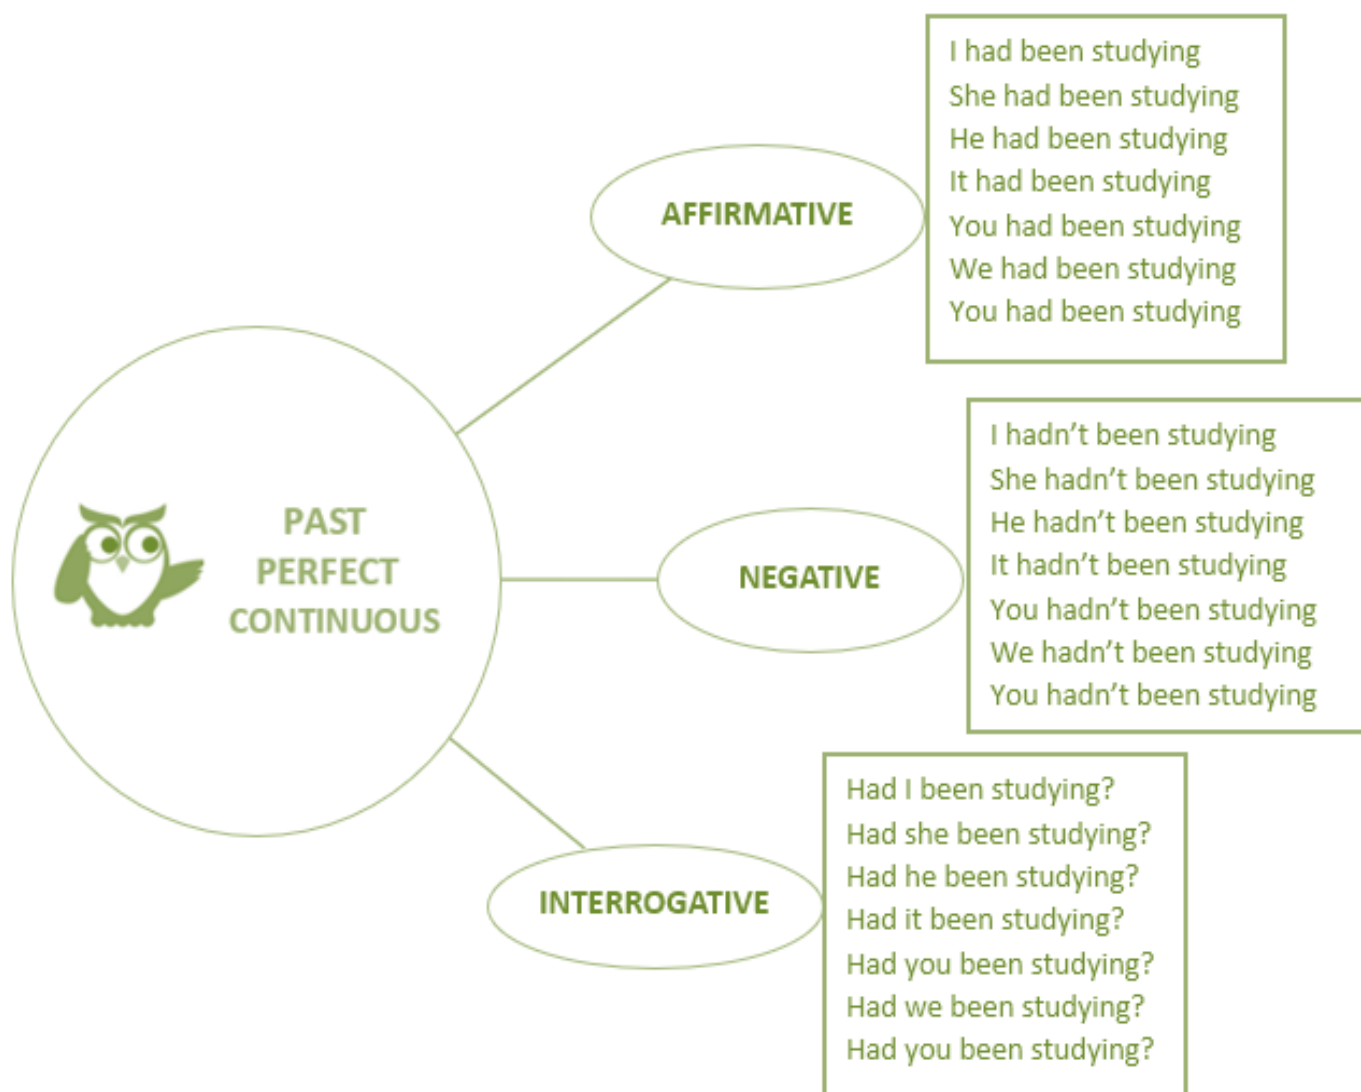 PAST
PERFECT
CONTINUOUS
AFFIRMATIVE
I had been studying
She had been studying
He had been studying
It had been studying
You had been studying
We had been studying
You had been studying
NEGATIVE
I hadn’t been studying
She hadn’t been studying
He hadn’t been studying
It hadn’t been studying
You hadn’t been studying
We hadn’t been studying
You hadn’t been studying
INTERROGATIVE
Had I been studying?
Had she been studying?
Had he been studying?
Had it been studying?
Had you been studying?
Had we been studying?
Had you been studying?